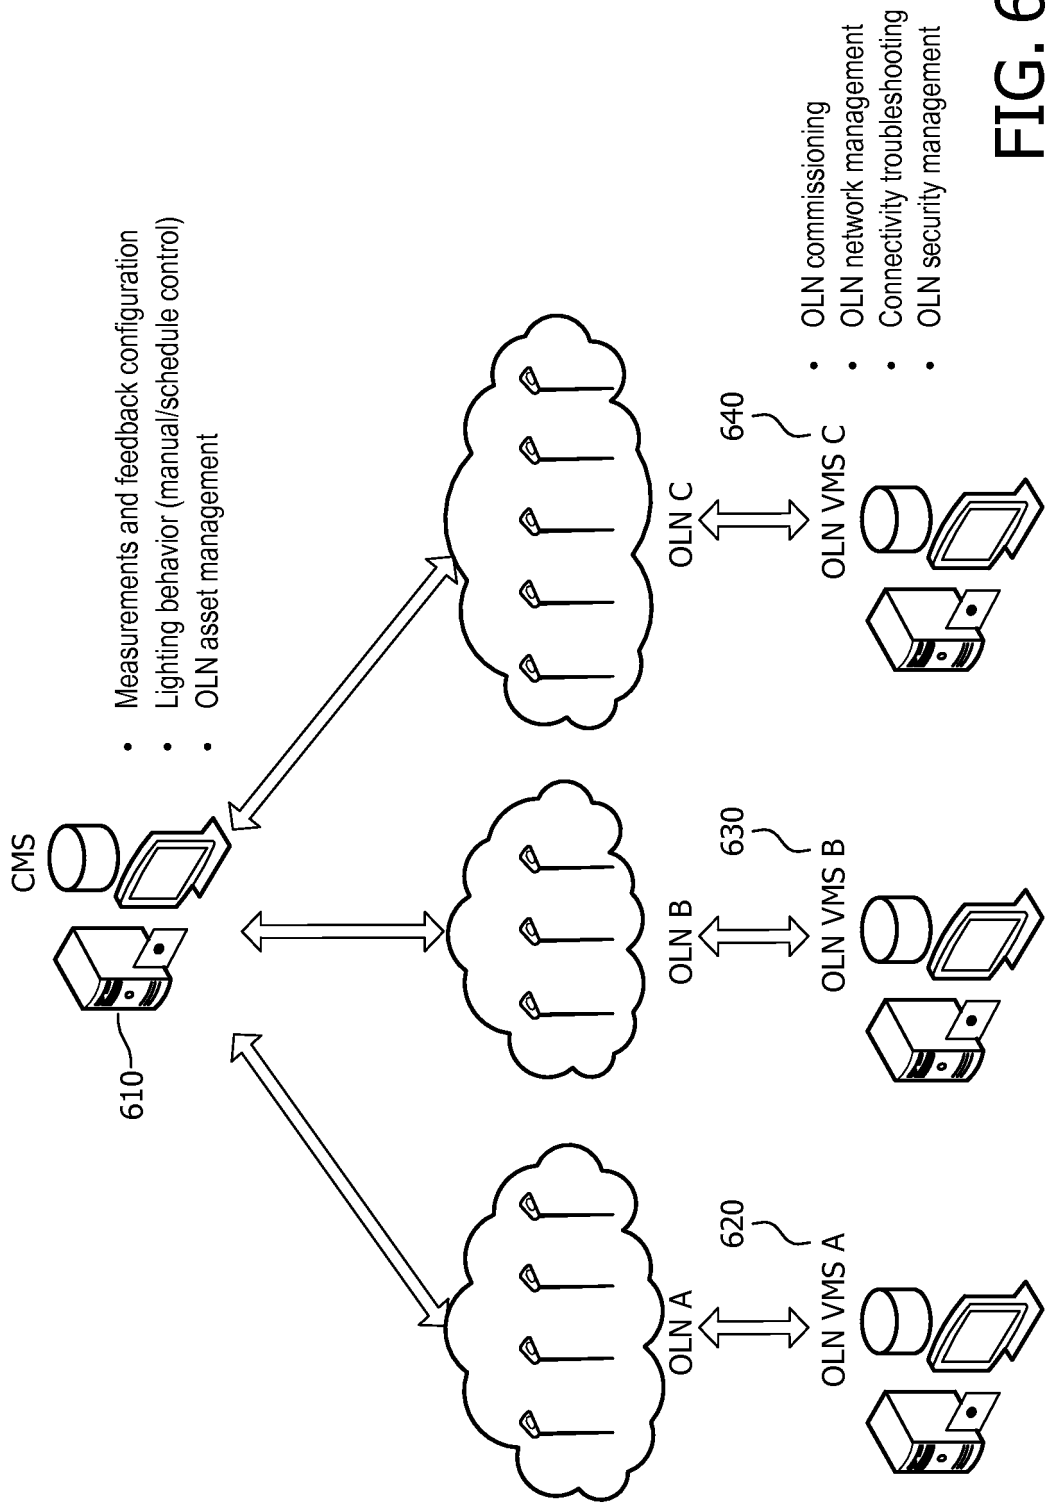 CMS
610
• Measurements and feedback configuration
• Lighting behavior (manual/schedule control)
• OLN asset management
OLN A
OLN B
OLN C
620
630
640
OLN VMS A
OLN VMS B
OLN VMS C
• OLN commissioning
• OLN network management
• Connectivity troubleshooting
• OLN security management
FIG. 6